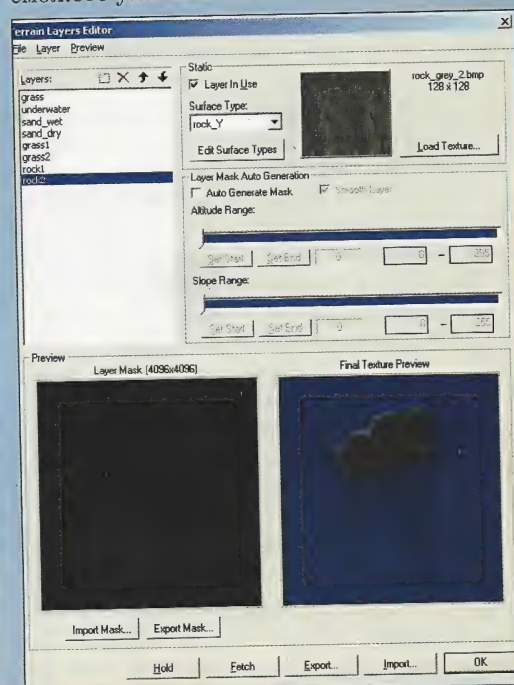 errain Layers Editor
File Layer Preview
Layers:
grass
underwater
sand_wet
sand_dry
grass1
grass2
rock1
rock2
Static
Layer In Use
Surface Type:
rock_Y
Edit Surface Types
rock_grey_2.bmp
128 x 128
Load Texture...
Layer Mask Auto Generation
Auto Generate Mask
Smooth Layer
Altitude Range:
Set Start Set End 0 0 - 255
Slope Range:
Set Start Set End 0 0 - 255
Preview
Layer Mask (4096x4096)
Final Texture Preview
Import Mask... Export Mask...
Hold Fetch Export... Import... OK